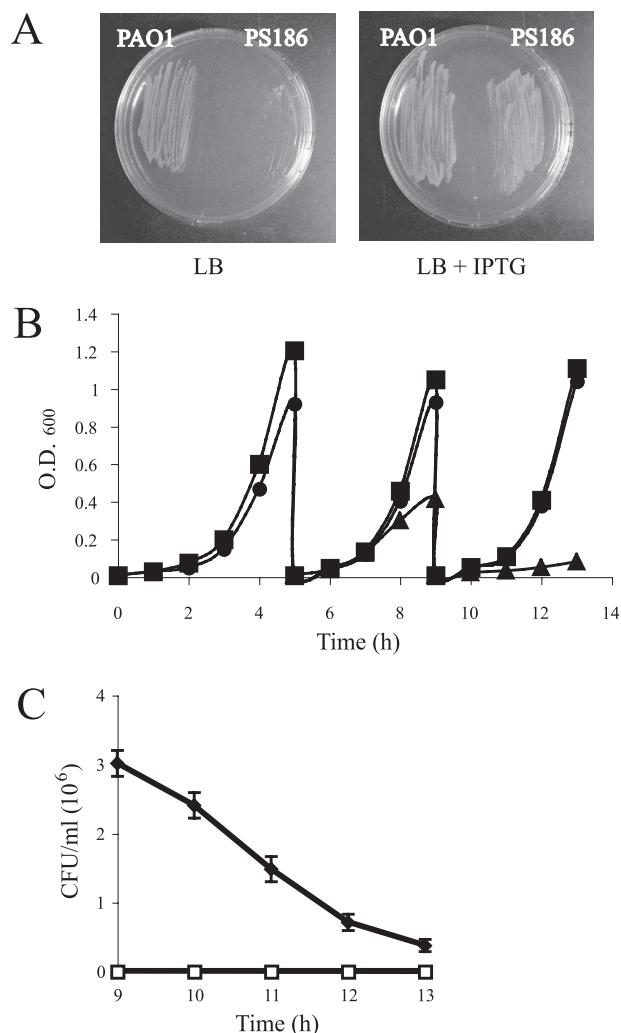 A
PAO1 PS186 PAO1 PS186
LB LB + IPTG
B
1.4
1.2
1
0.8
0.6
0.4
0.2
0
O.D. 600
0 2 4 6 8 10 12 14
Time (h)
C
4
3
2
1
0
CFU/ml (10⁶)
9 10 11 12 13
Time (h)